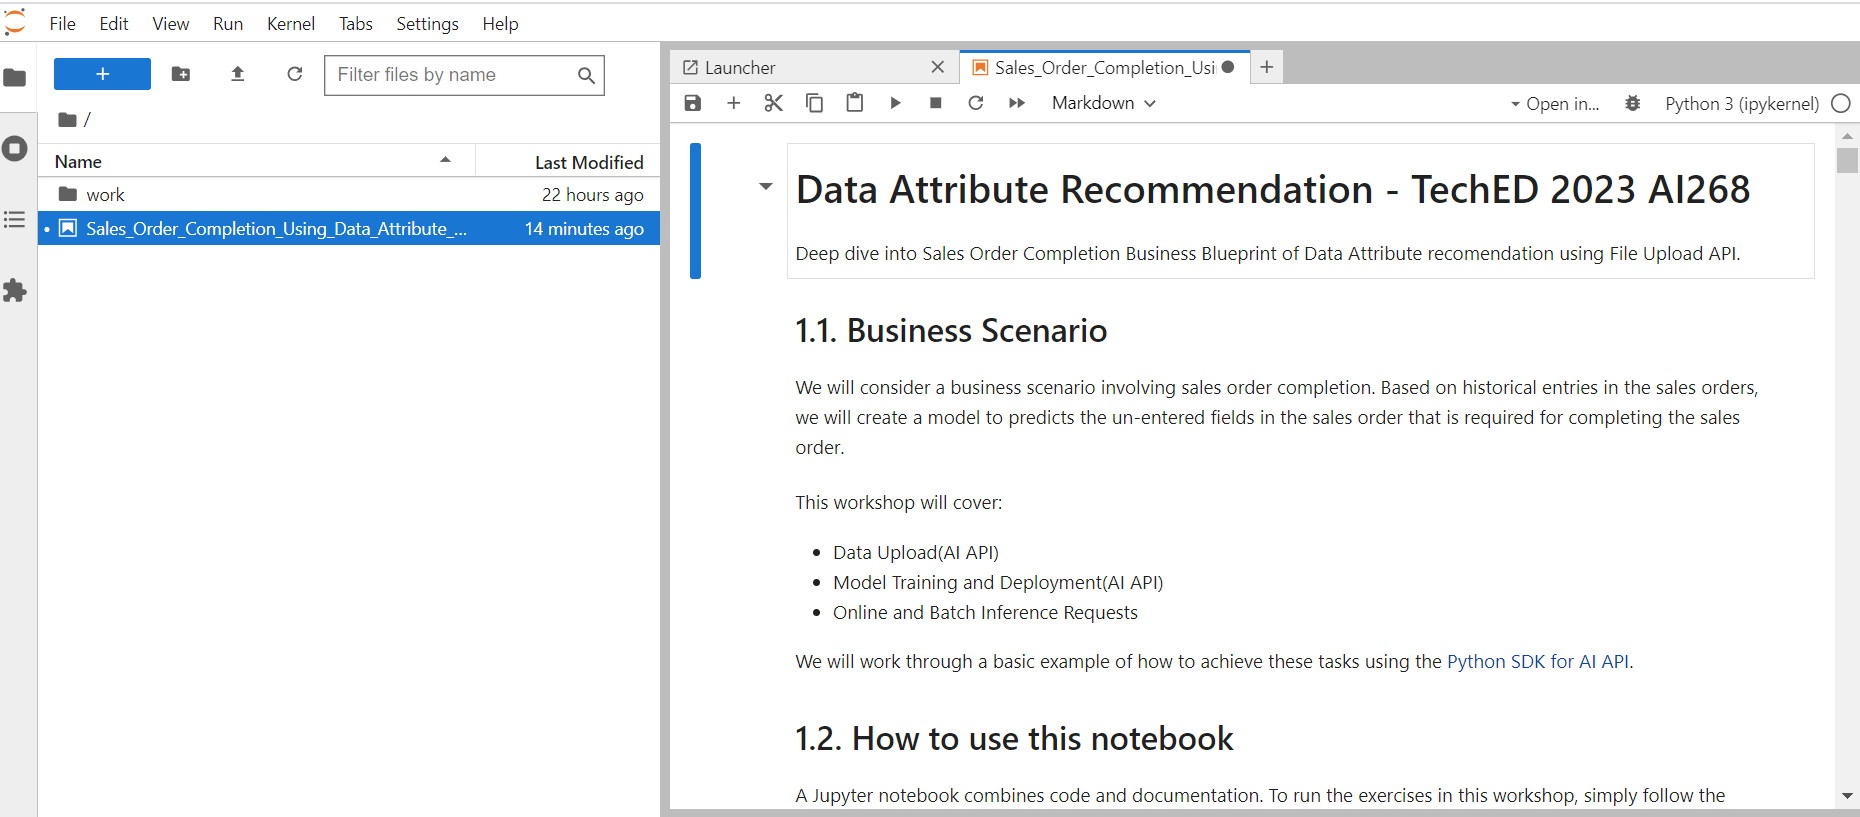 File Edit View Run Kernel Tabs Settings Help
+ Filter files by name
/
Name Last Modified
work 22 hours ago
Sales_Order_Completion_Using_Data_Attribute_... 14 minutes ago
Launcher Sales_Order_Completion_Usi
Markdown Open in... Python 3 (ipykernel)
Data Attribute Recommendation - TechED 2023 AI268
Deep dive into Sales Order Completion Business Blueprint of Data Attribute recomendation using File Upload API.
1.1. Business Scenario
We will consider a business scenario involving sales order completion. Based on historical entries in the sales orders,
we will create a model to predicts the un-entered fields in the sales order that is required for completing the sales
order.
This workshop will cover:
• Data Upload(AI API)
• Model Training and Deployment(AI API)
• Online and Batch Inference Requests
We will work through a basic example of how to achieve these tasks using the Python SDK for AI API.
1.2. How to use this notebook
A Jupyter notebook combines code and documentation. To run the exercises in this workshop, simply follow the